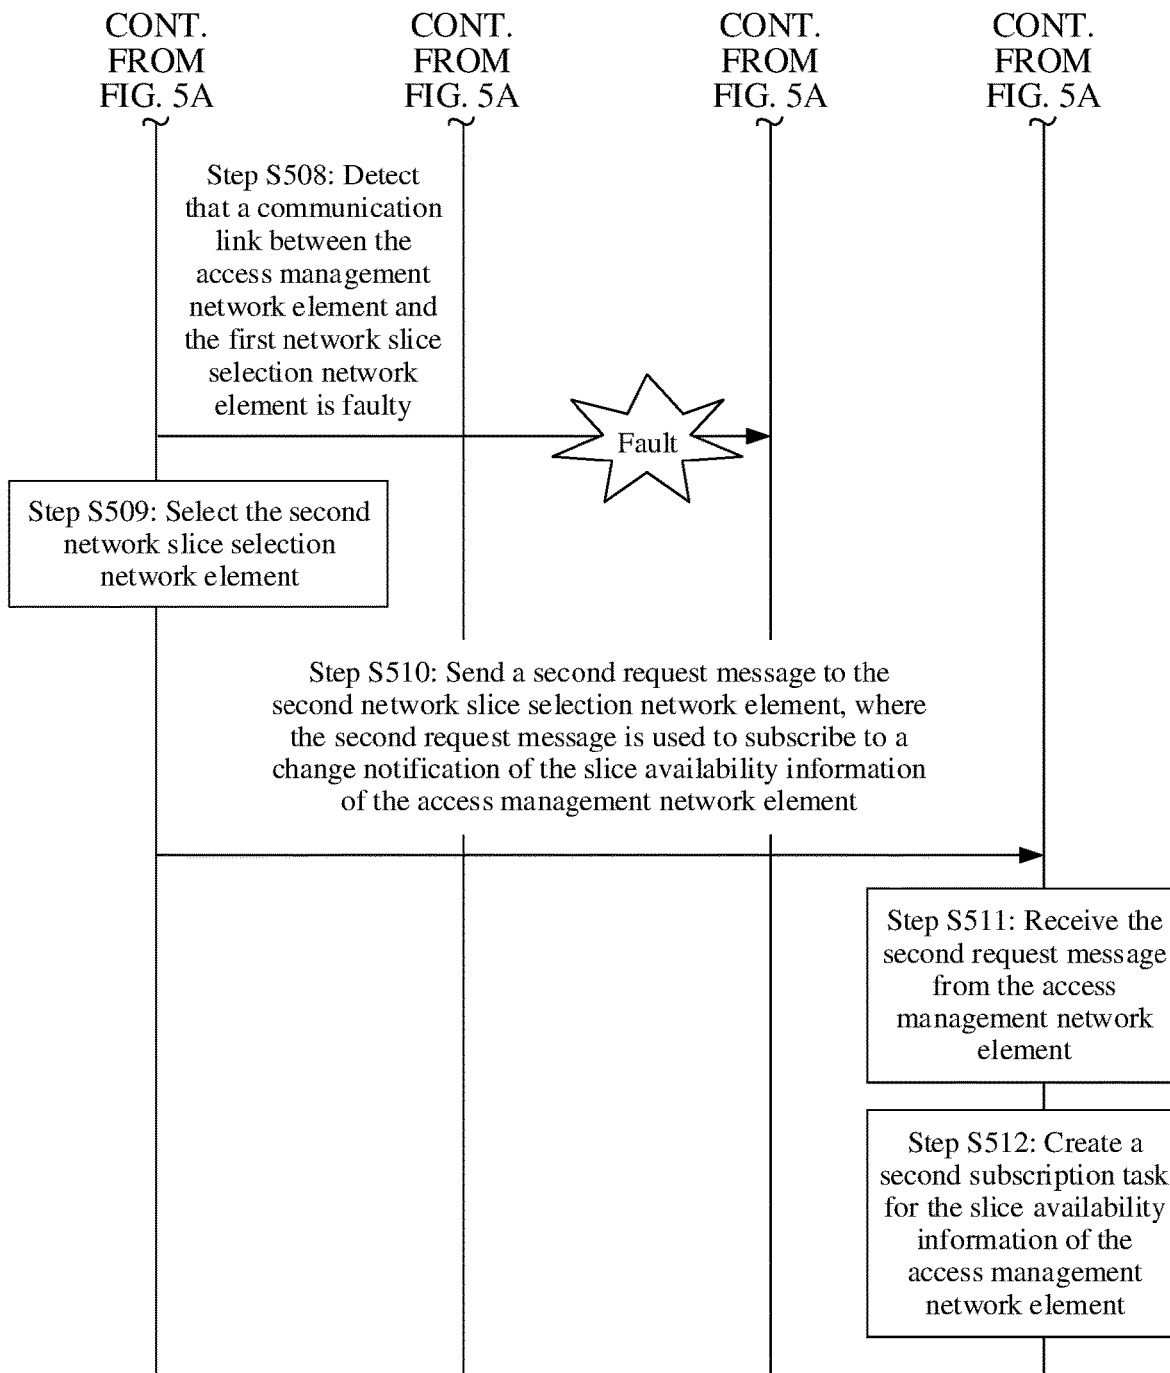 CONT.
FROM
FIG. 5A
CONT.
FROM
FIG. 5A
CONT.
FROM
FIG. 5A
CONT.
FROM
FIG. 5A
Step S508: Detect
that a communication
link between the
access management
network element and
the first network slice
selection network
element is faulty
Fault
Step S509: Select the second
network slice selection
network element
Step S510: Send a second request message to the
second network slice selection network element, where
the second request message is used to subscribe to a
change notification of the slice availability information
of the access management network element
Step S511: Receive the
second request message
from the access
management network
element
Step S512: Create a
second subscription task
for the slice availability
information of the
access management
network element